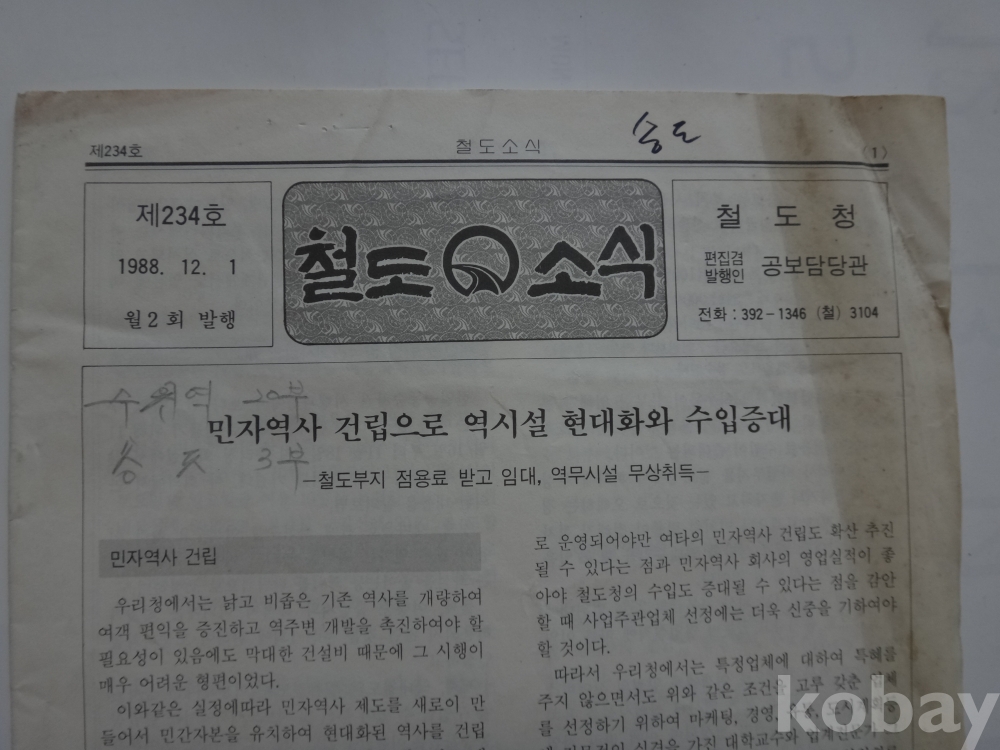 제234호 철도소식 송도 (1)
제234호
1988. 12. 1
월2회 발행
철도 소식
철 도 청
편집겸
발행인 공보담당관
전화 : 392-1346 (철) 3104
수원역 20부
민자역사 건립으로 역시설 현대화와 수입증대
송도 3부
-철도부지 점용료 받고 임대, 역무시설 무상취득-
민자역사 건립
우리청에서는 낡고 비좁은 기존 역사를 개량하여
여객 편익을 증진하고 역주변 개발을 촉진하여야 할
필요성이 있음에도 막대한 건설비 때문에 그 시행이
매우 어려운 형편이었다.
이와같은 실정에따라 민자역사 제도를 새로이 만
들어서 민간자본을 유치하여 현대화된 역사를 건립
로 운영되어야만 여타의 민자역사 건립도 확산 추진
될 수 있다는 점과 민자역사 회사의 영업실적이 좋
아야 철도청의 수입도 증대될 수 있다는 점을 감안
할 때 사업주관업체 선정에는 더욱 신중을 기하여야
할 것이다.
따라서 우리청에서는 특정업체에 대하여 특혜를
주지 않으면서도 위와 같은 조건을 고루 갖춘
를 선정하기 위하여 마케팅, 경영,
실력을 가진 대학교수와
kobay